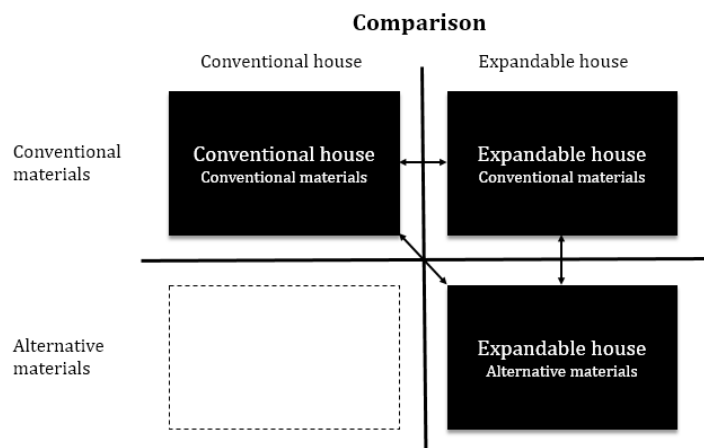 Comparison
Conventional house
Expandable house
Conventional
materials
Conventional house
Conventional materials
Expandable house
Conventional materials
Alternative
materials
Expandable house
Alternative materials